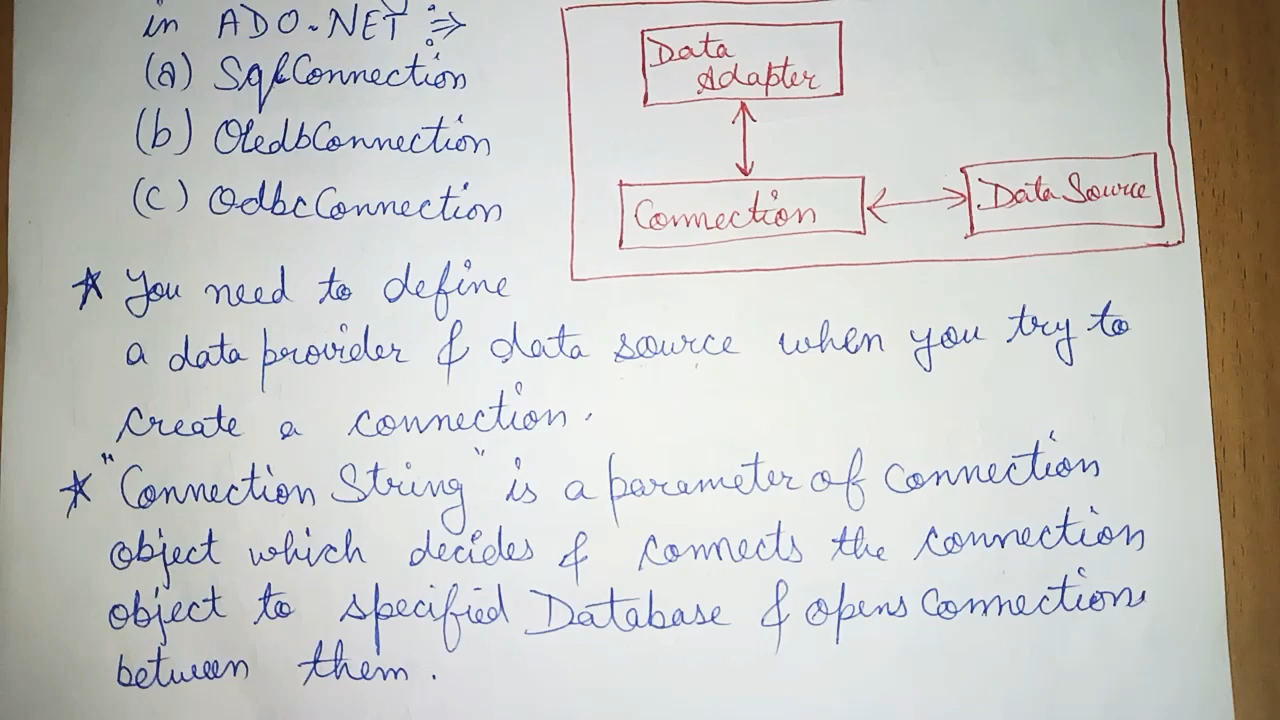 in ADO.NET :⇒
(a) SqlConnection
(b) OledbConnection
(c) OdbcConnection
Data
Adapter
Connection
Data Source
* You need to define
a data provider & data source when you try to
create a connection.
* "Connection String" is a parameter of connection
object which decides & connects the connection
object to specified Database & opens Connection
between them.